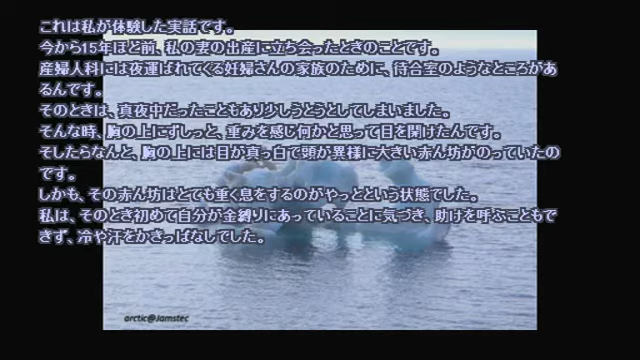 これは私が体験した実話です。
今から15年ほど前、私の妻の出産に立ち会ったときのことです。
産婦人科には夜運ばれてくる妊婦さんの家族のために、待合室のようなところがあ
るんです。
そのときは、真夜中だったこともあり少しうとうとしてしまいました。
そんな時、胸の上にずしっと、重みを感じ何かと思って目を開けたんです。
そしたらなんと、胸の上には目が真っ白で頭が異様に大きい赤ん坊がのっていたの
です。
しかも、その赤ん坊はとても重く息をするのがやっとという状態でした。
私は、そのとき初めて自分が金縛りにあっていることに気づき、助けを呼ぶこともで
きず、冷や汗をかきっぱなしでした。
arctic@Jamstec